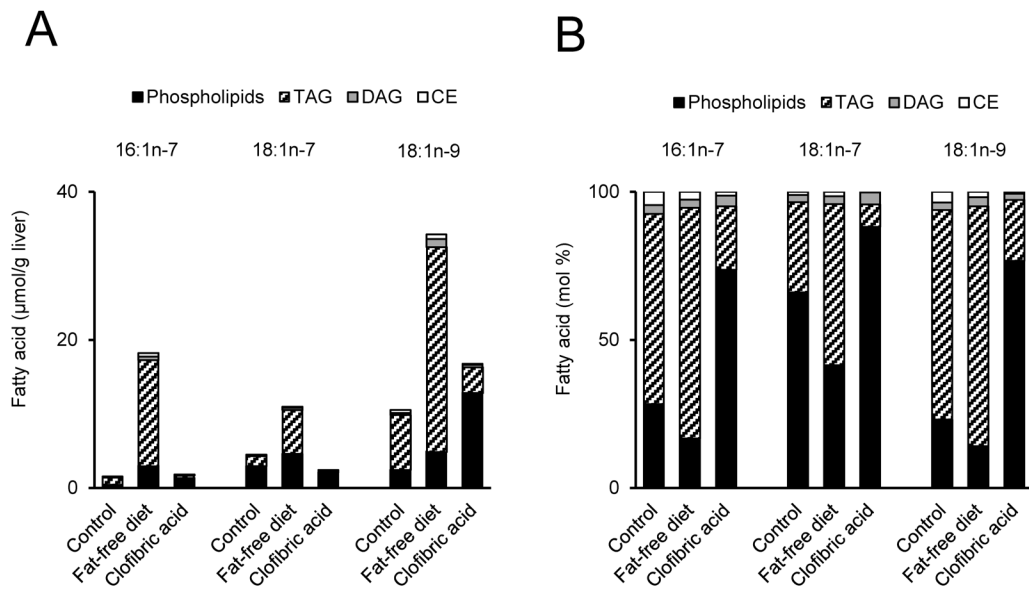 A
Phospholipids TAG DAG CE
16:1n-7 18:1n-7 18:1n-9
Fatty acid (μmol/g liver)
40
20
0
Control
Fat-free diet
Clofibric acid
Control
Fat-free diet
Clofibric acid
Control
Fat-free diet
Clofibric acid
B
Phospholipids TAG DAG CE
16:1n-7 18:1n-7 18:1n-9
Fatty acid (mol %)
100
50
0
Control
Fat-free diet
Clofibric acid
Control
Fat-free diet
Clofibric acid
Control
Fat-free diet
Clofibric acid